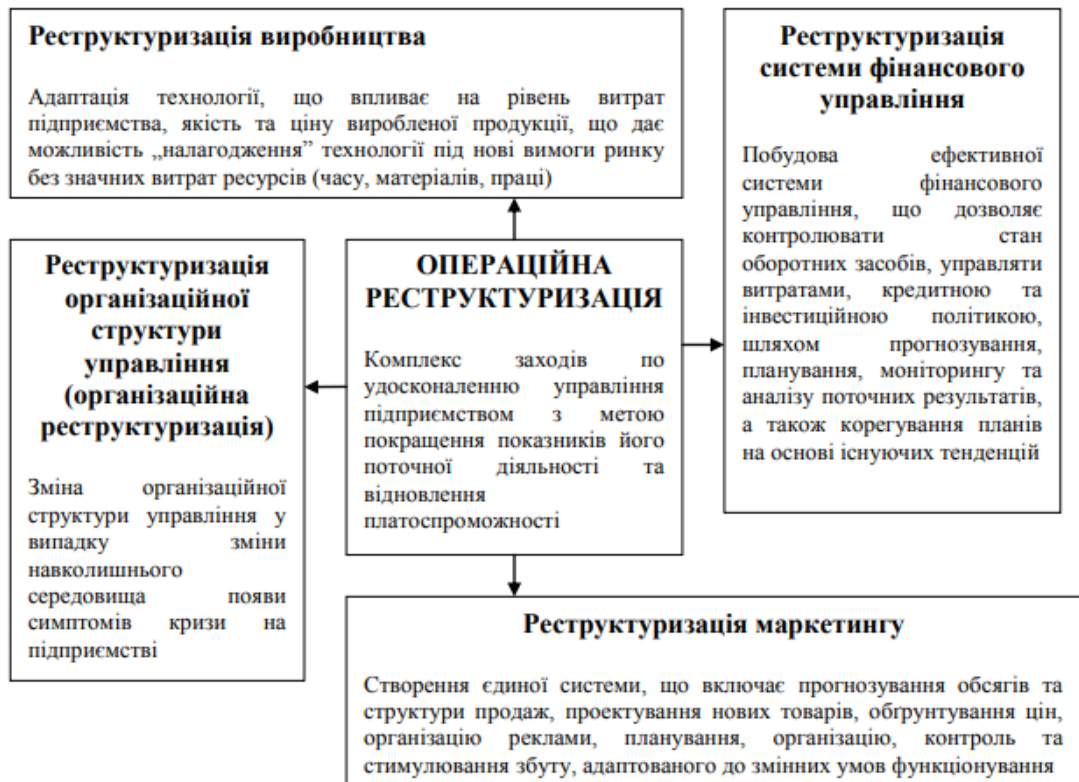 Реструктуризація виробництва
Адаптація технології, що впливає на рівень витрат
підприємства, якість та ціну виробленої продукції, що дає
можливість „налагодження” технології під нові вимоги ринку
без значних витрат ресурсів (часу, матеріалів, праці)
Реструктуризація
системи фінансового
управління
Побудова ефективної
системи фінансового
управління, що дозволяє
контролювати стан
оборотних засобів, управляти
витратами, кредитною та
інвестиційною політикою,
шляхом прогнозування,
планування, моніторингу та
аналізу поточних результатів,
а також корегування планів
на основі існуючих тенденцій
Реструктуризація
організаційної
структури
управління
(організаційна
реструктуризація)
Зміна організаційної
структури управління у
випадку зміни
навколишнього
середовища появи
симптомів кризи на
підприємстві
ОПЕРАЦІЙНА
РЕСТРУКТУРИЗАЦІЯ
Комплекс заходів по
удосконаленню управління
підприємством з метою
покращення показників його
поточної діяльності та
відновлення
платоспроможності
Реструктуризація маркетингу
Створення єдиної системи, що включає прогнозування обсягів та
структури продаж, проектування нових товарів, обґрунтування цін,
організацію реклами, планування, організацію, контроль та
стимулювання збуту, адаптованого до змінних умов функціонування